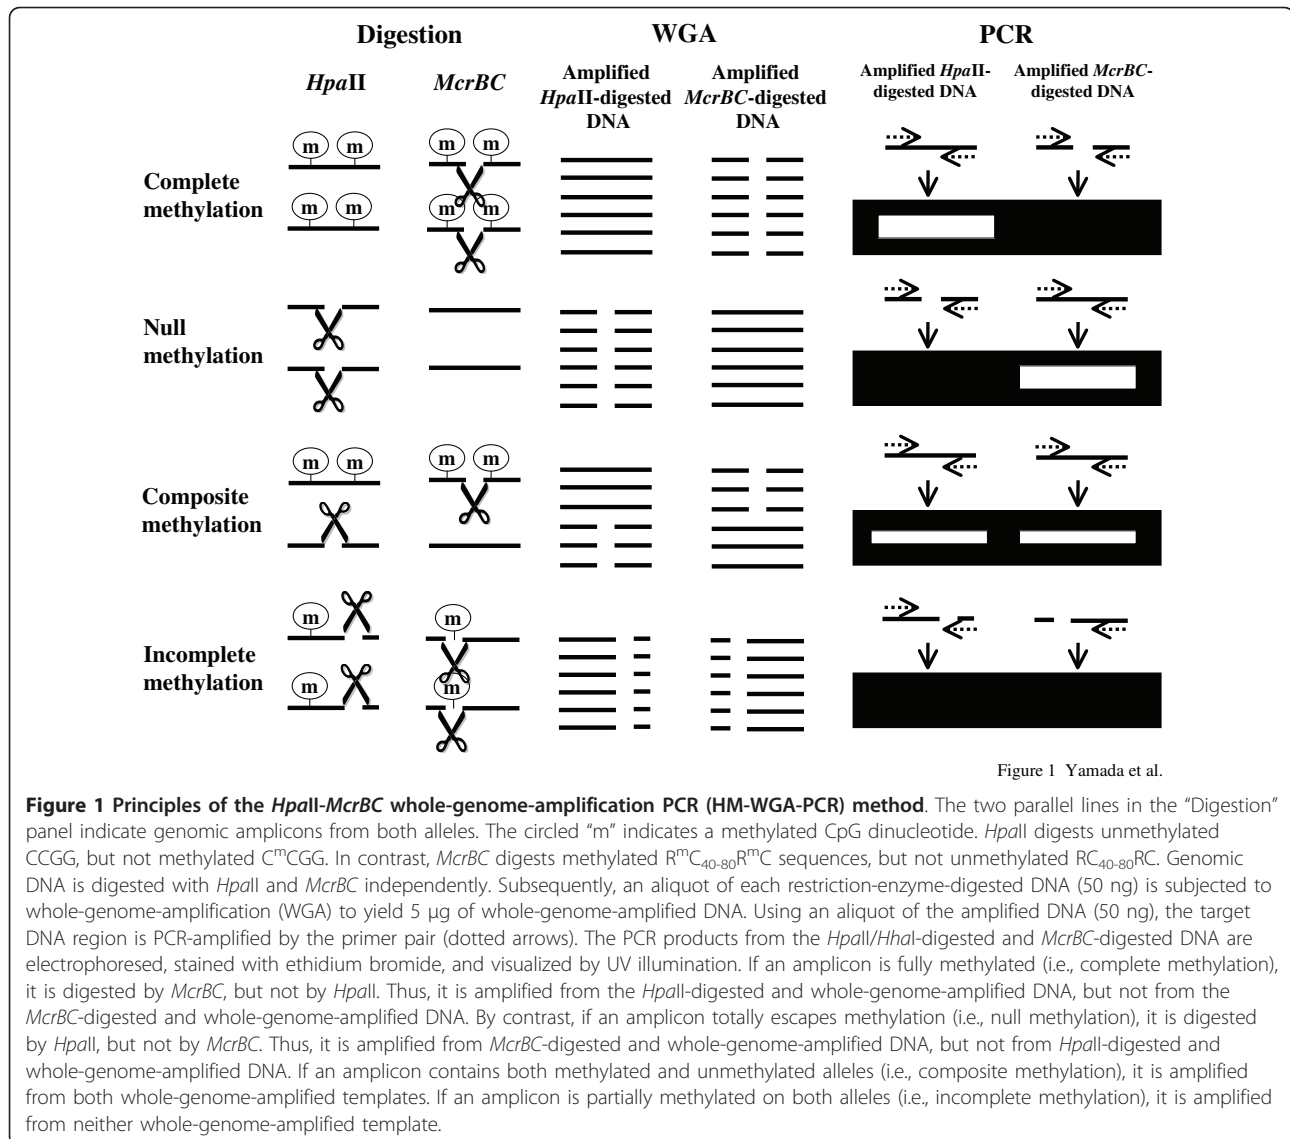 Digestion WGA PCR
HpaII McrBC
Amplified HpaII-digested DNA
Amplified McrBC-digested DNA
Amplified HpaII-digested DNA
Amplified McrBC-digested DNA
Complete methylation
m m m m
m m m m
Null methylation
Composite methylation
m m m m
Incomplete methylation
m m
m m
Figure 1 Yamada et al.
Figure 1 Principles of the HpaII-McrBC whole-genome-amplification PCR (HM-WGA-PCR) method. The two parallel lines in the “Digestion”
panel indicate genomic amplicons from both alleles. The circled “m” indicates a methylated CpG dinucleotide. HpaII digests unmethylated
CCGG, but not methylated CᵐCGG. In contrast, McrBC digests methylated RᵐC₄₀₋₈₀RᵐC sequences, but not unmethylated RC₄₀₋₈₀RC. Genomic
DNA is digested with HpaII and McrBC independently. Subsequently, an aliquot of each restriction-enzyme-digested DNA (50 ng) is subjected to
whole-genome-amplification (WGA) to yield 5 μg of whole-genome-amplified DNA. Using an aliquot of the amplified DNA (50 ng), the target
DNA region is PCR-amplified by the primer pair (dotted arrows). The PCR products from the HpaII/HhaI-digested and McrBC-digested DNA are
electrophoresed, stained with ethidium bromide, and visualized by UV illumination. If an amplicon is fully methylated (i.e., complete methylation),
it is digested by McrBC, but not by HpaII. Thus, it is amplified from the HpaII-digested and whole-genome-amplified DNA, but not from the
McrBC-digested and whole-genome-amplified DNA. By contrast, if an amplicon totally escapes methylation (i.e., null methylation), it is digested
by HpaII, but not by McrBC. Thus, it is amplified from McrBC-digested and whole-genome-amplified DNA, but not from HpaII-digested and
whole-genome-amplified DNA. If an amplicon contains both methylated and unmethylated alleles (i.e., composite methylation), it is amplified
from both whole-genome-amplified templates. If an amplicon is partially methylated on both alleles (i.e., incomplete methylation), it is amplified
from neither whole-genome-amplified template.